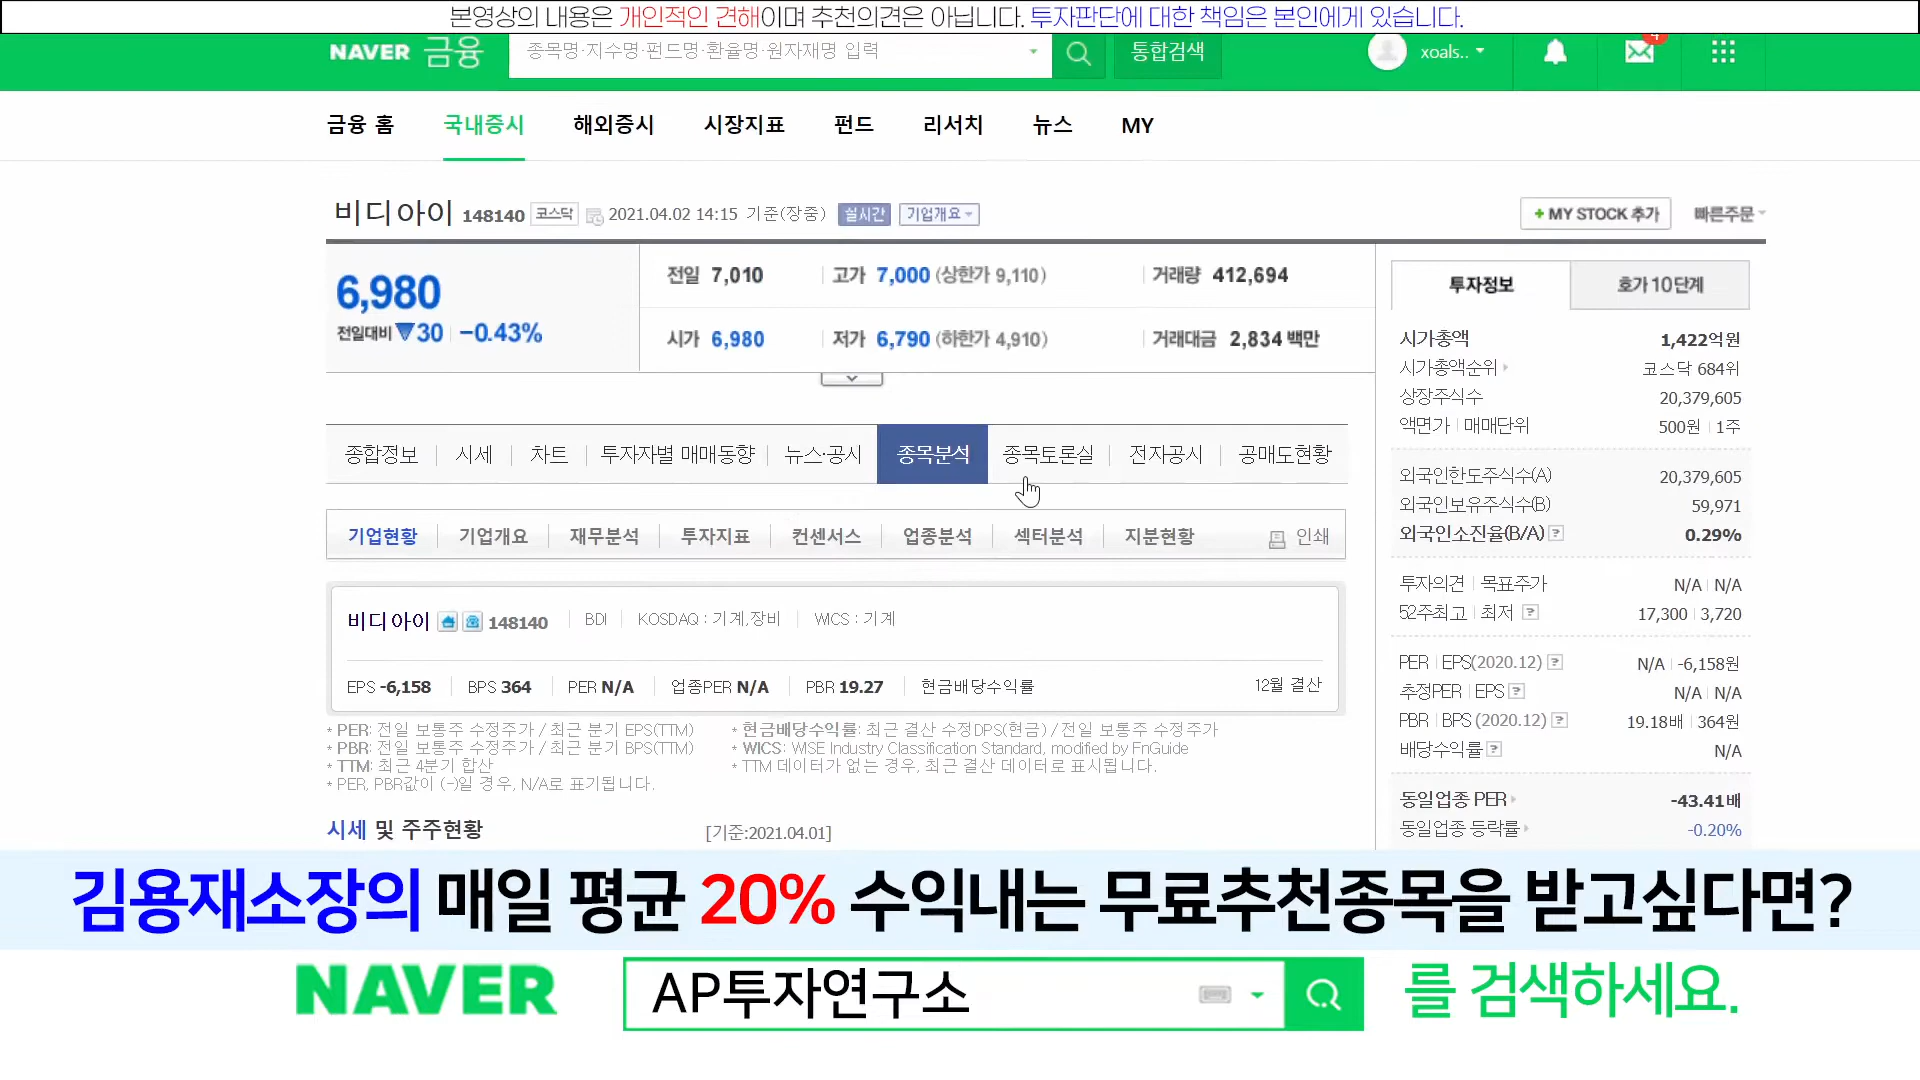 본영상의 내용은 개인적인 견해이며 추천의견은 아닙니다. 투자판단에 대한 책임은 본인에게 있습니다.
NAVER 금융 종목명·지수명·펀드명·환율명·원자재명 입력 통합검색 xoals.. 4
금융 홈 국내증시 해외증시 시장지표 펀드 리서치 뉴스 MY
비디아이 148140 코스닥 2021.04.02 14:15 기준(장중) 실시간 기업개요 + MY STOCK 추가 빠른주문
6,980
전일대비 ▼30 -0.43%
전일 7,010 고가 7,000 (상한가 9,110) 거래량 412,694
시가 6,980 저가 6,790 (하한가 4,910) 거래대금 2,834 백만
종합정보 시세 차트 투자자별 매매동향 뉴스·공시 종목분석 종목토론실 전자공시 공매도현황
기업현황 기업개요 재무분석 투자지표 컨센서스 업종분석 섹터분석 지분현황 인쇄
비디아이 148140 BDI KOSDAQ : 기계,장비 WICS : 기계
EPS -6,158 BPS 364 PER N/A 업종PER N/A PBR 19.27 현금배당수익률 12월 결산
* PER: 전일 보통주 수정주가 / 최근 분기 EPS(TTM)
* PBR: 전일 보통주 수정주가 / 최근 분기 BPS(TTM)
* TTM: 최근 4분기 합산
* PER, PBR값이 (-)일 경우, N/A로 표기됩니다.
* 현금배당수익률: 최근 결산 수정DPS(현금) / 전일 보통주 수정주가
* WICS: WISE Industry Classification Standard, modified by FnGuide
* TTM 데이터가 없는 경우, 최근 결산 데이터로 표시됩니다.
시세 및 주주현황 [기준:2021.04.01]
투자정보 호가 10단계
시가총액 1,422억원
시가총액순위 코스닥 684위
상장주식수 20,379,605
액면가 매매단위 500원 1주
외국인한도주식수(A) 20,379,605
외국인보유주식수(B) 59,971
외국인소진율(B/A) ? 0.29%
투자의견 목표주가 N/A N/A
52주최고 최저 ? 17,300 3,720
PER EPS(2020.12) ? N/A -6,158원
추정PER EPS ? N/A N/A
PBR BPS (2020.12) ? 19.18배 364원
배당수익률 ? N/A
동일업종 PER -43.41배
동일업종 등락률 -0.20%
김용재소장의 매일 평균 20% 수익내는 무료추천종목을 받고싶다면?
NAVER AP투자연구소 를 검색하세요.